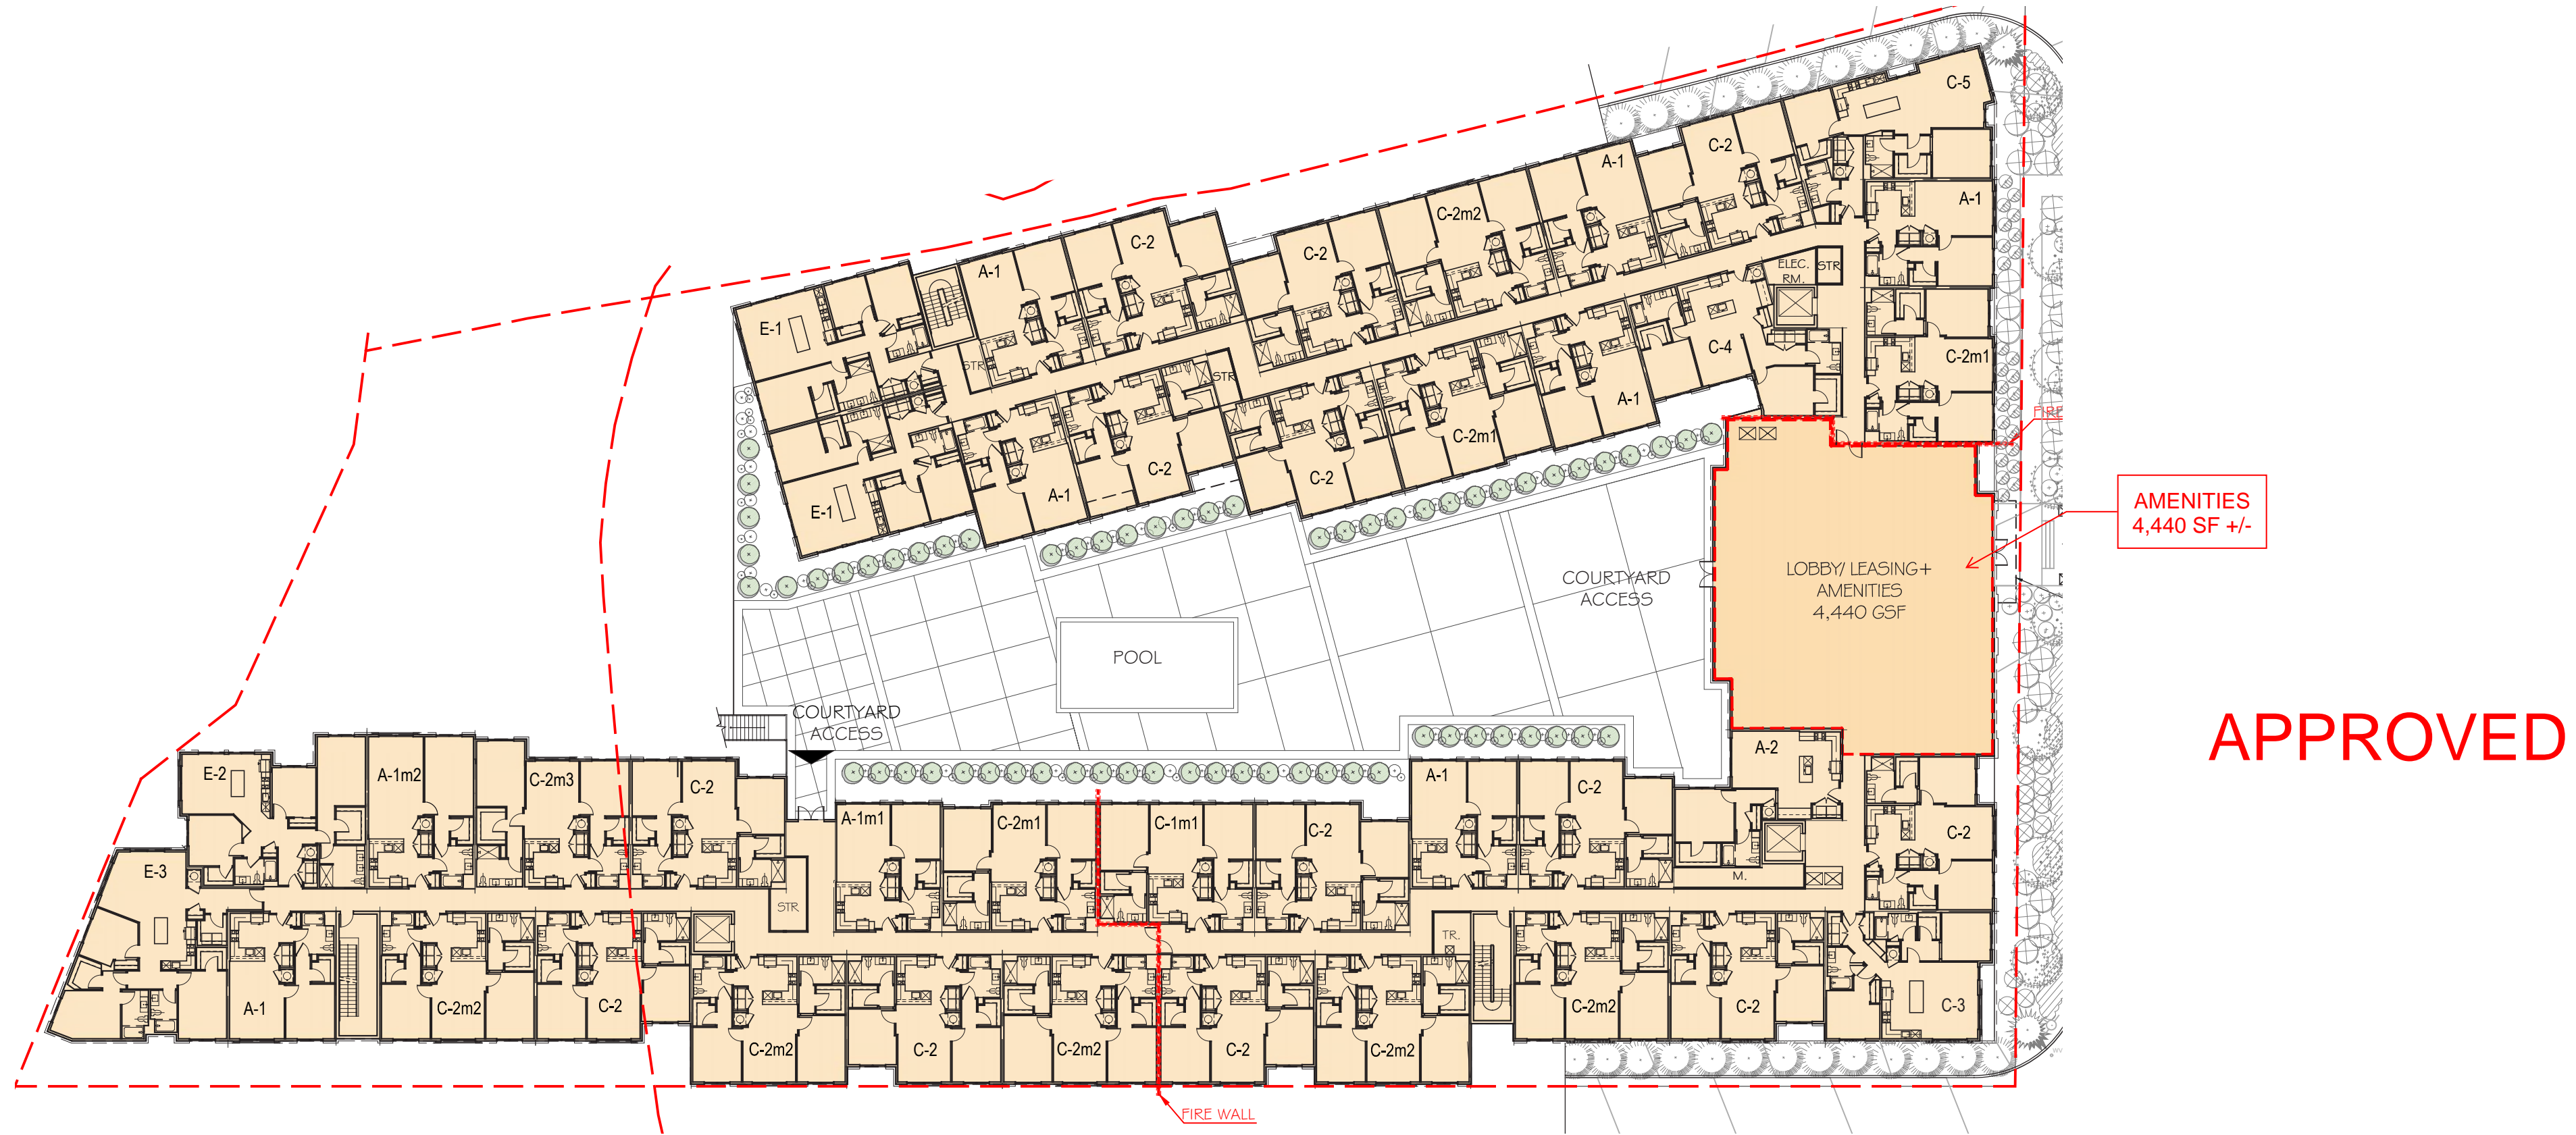 C-5
C-2
A-1
A-1
C-2m2
C-2
C-2
A-1
ELEC.
RM.
STR
E-1
C-4
C-2m1
STR
STR
A-1
C-2m1
FIRE
C-2
C-2
A-1
E-1
AMENITIES
4,440 SF +/-
LOBBY/ LEASING+
AMENITIES
4,440 GSF
COURTYARD
ACCESS
POOL
COURTYARD
ACCESS
APPROVED
E-2
A-1m2
C-2m3
C-2
A-1
C-2
A-2
A-1m1
C-2m1
C-1m1
C-2
C-2
E-3
M.
STR
TR.
A-1
C-2m2
C-2
C-2m2
C-2
C-3
C-2m2
C-2
C-2m2
C-2
C-2m2
FIRE WALL